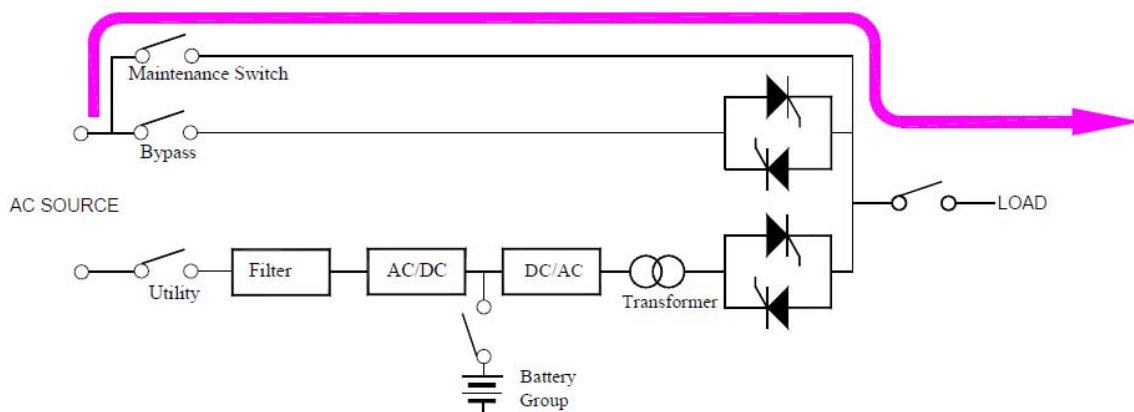 Maintenance Switch
Bypass
AC SOURCE
LOAD
Filter
AC/DC
DC/AC
Utility
Transformer
Battery
Group